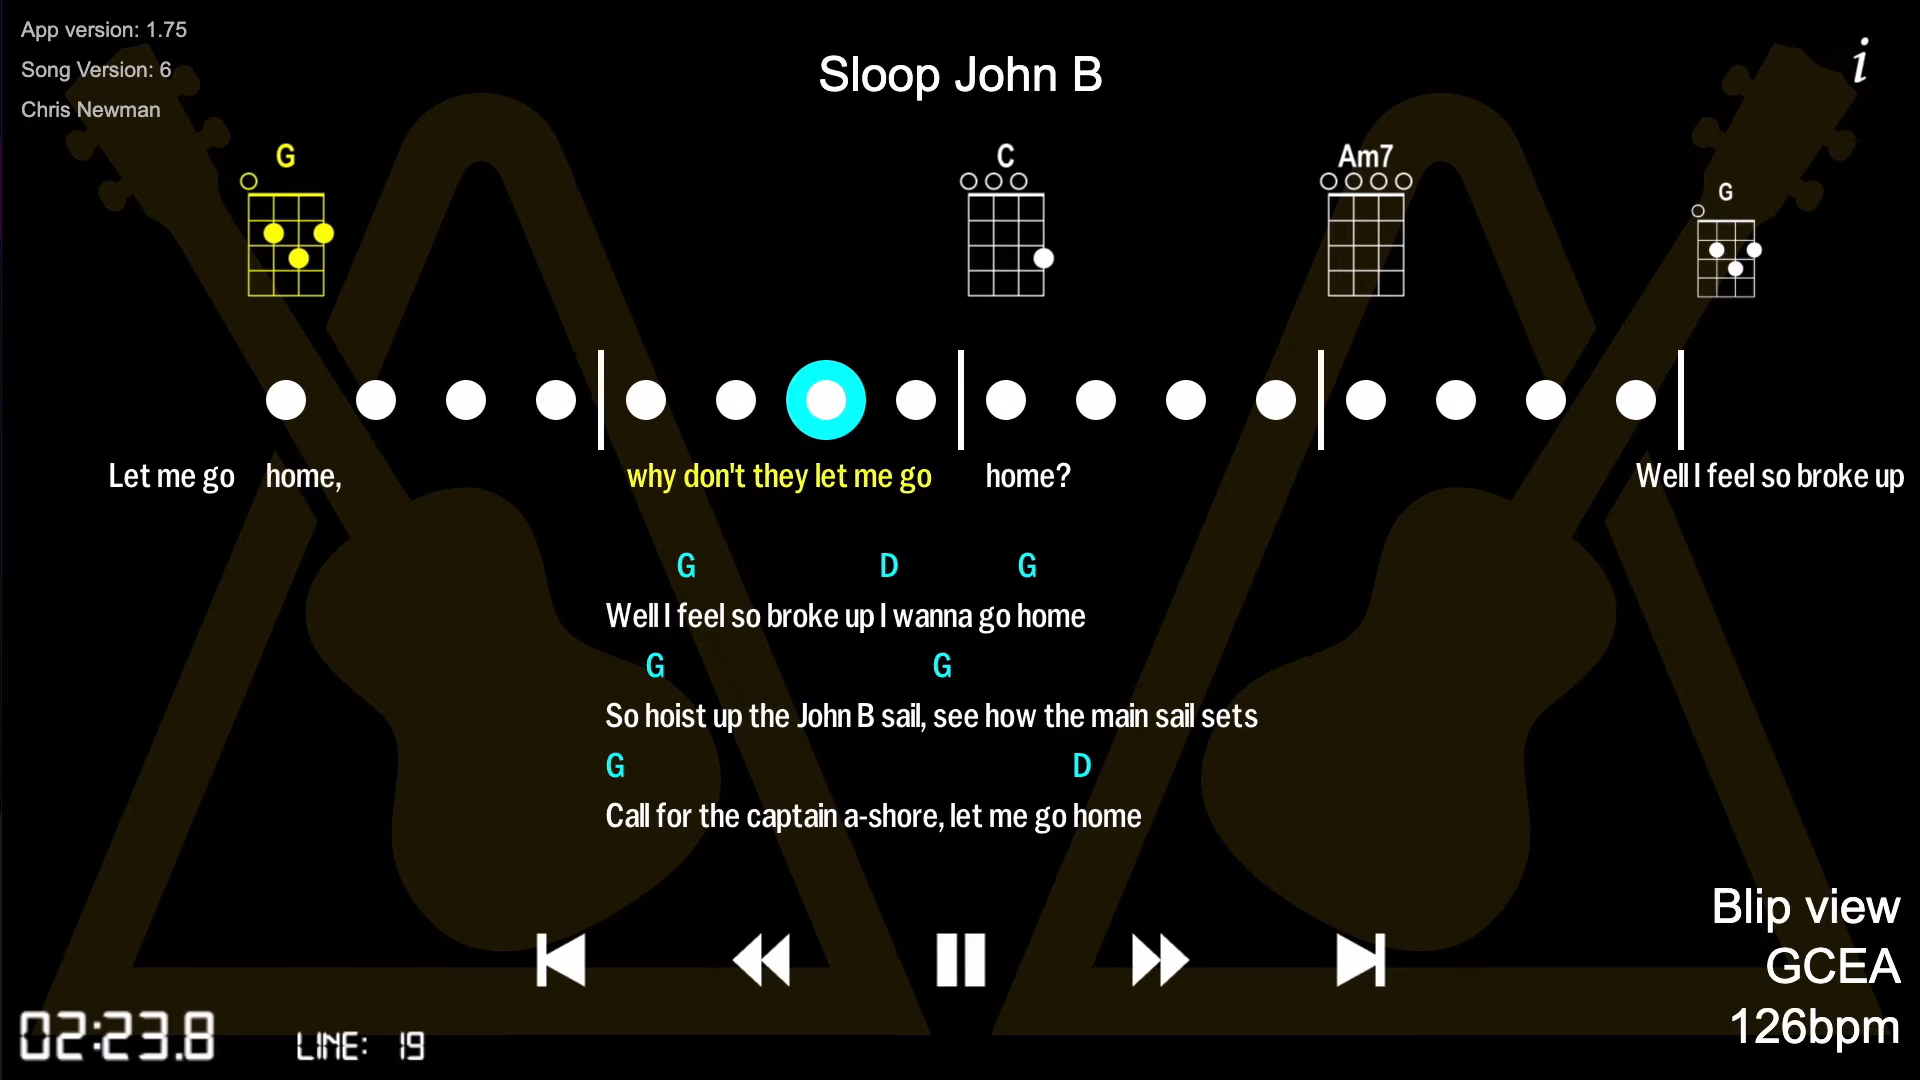 App version: 1.75
Song Version: 6
Chris Newman
Sloop John B
i
G C Am7 G
Let me go home, why don't they let me go home? Well I feel so broke up
G D G
Well I feel so broke up I wanna go home
G G
So hoist up the John B sail, see how the main sail sets
G D
Call for the captain a-shore, let me go home
Blip view
GCEA
126bpm
02:23.8 LINE: 19